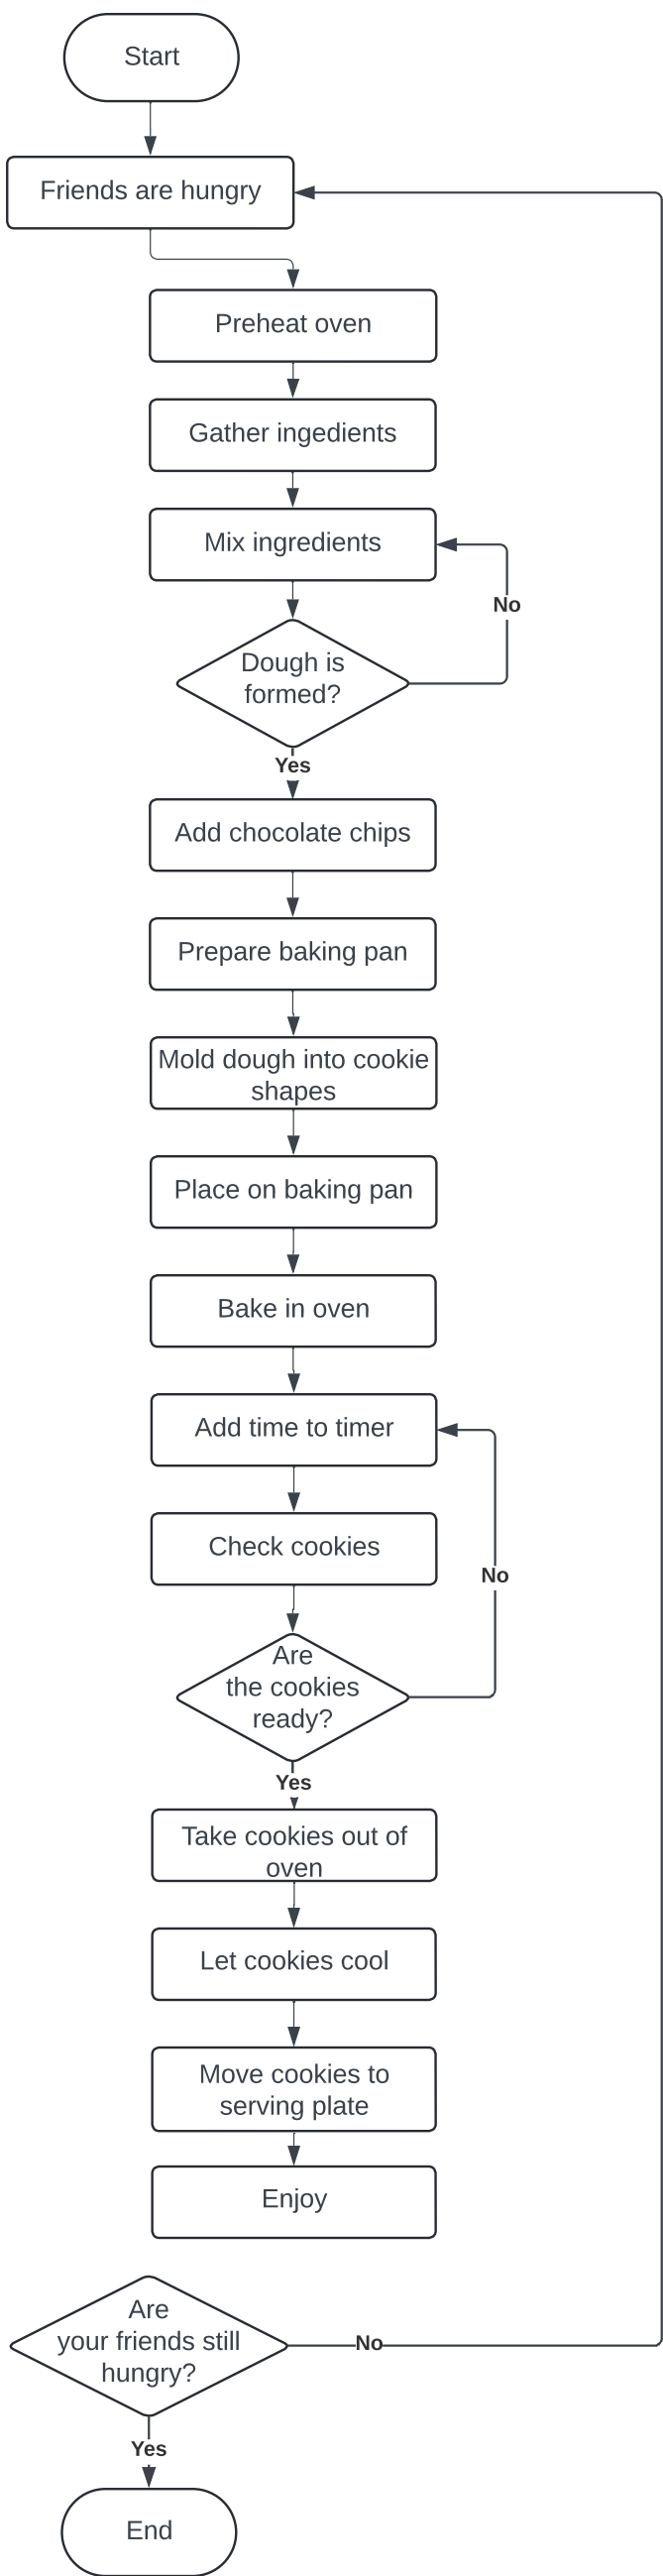 Start
Friends are hungry
Preheat oven
Gather ingedients
Mix ingredients
No
Dough is
formed?
Yes
Add chocolate chips
Prepare baking pan
Mold dough into cookie
shapes
Place on baking pan
Bake in oven
Add time to timer
Check cookies
No
Are
the cookies
ready?
Yes
Take cookies out of
oven
Let cookies cool
Move cookies to
serving plate
Enjoy
Are
your friends still
hungry?
No
Yes
End